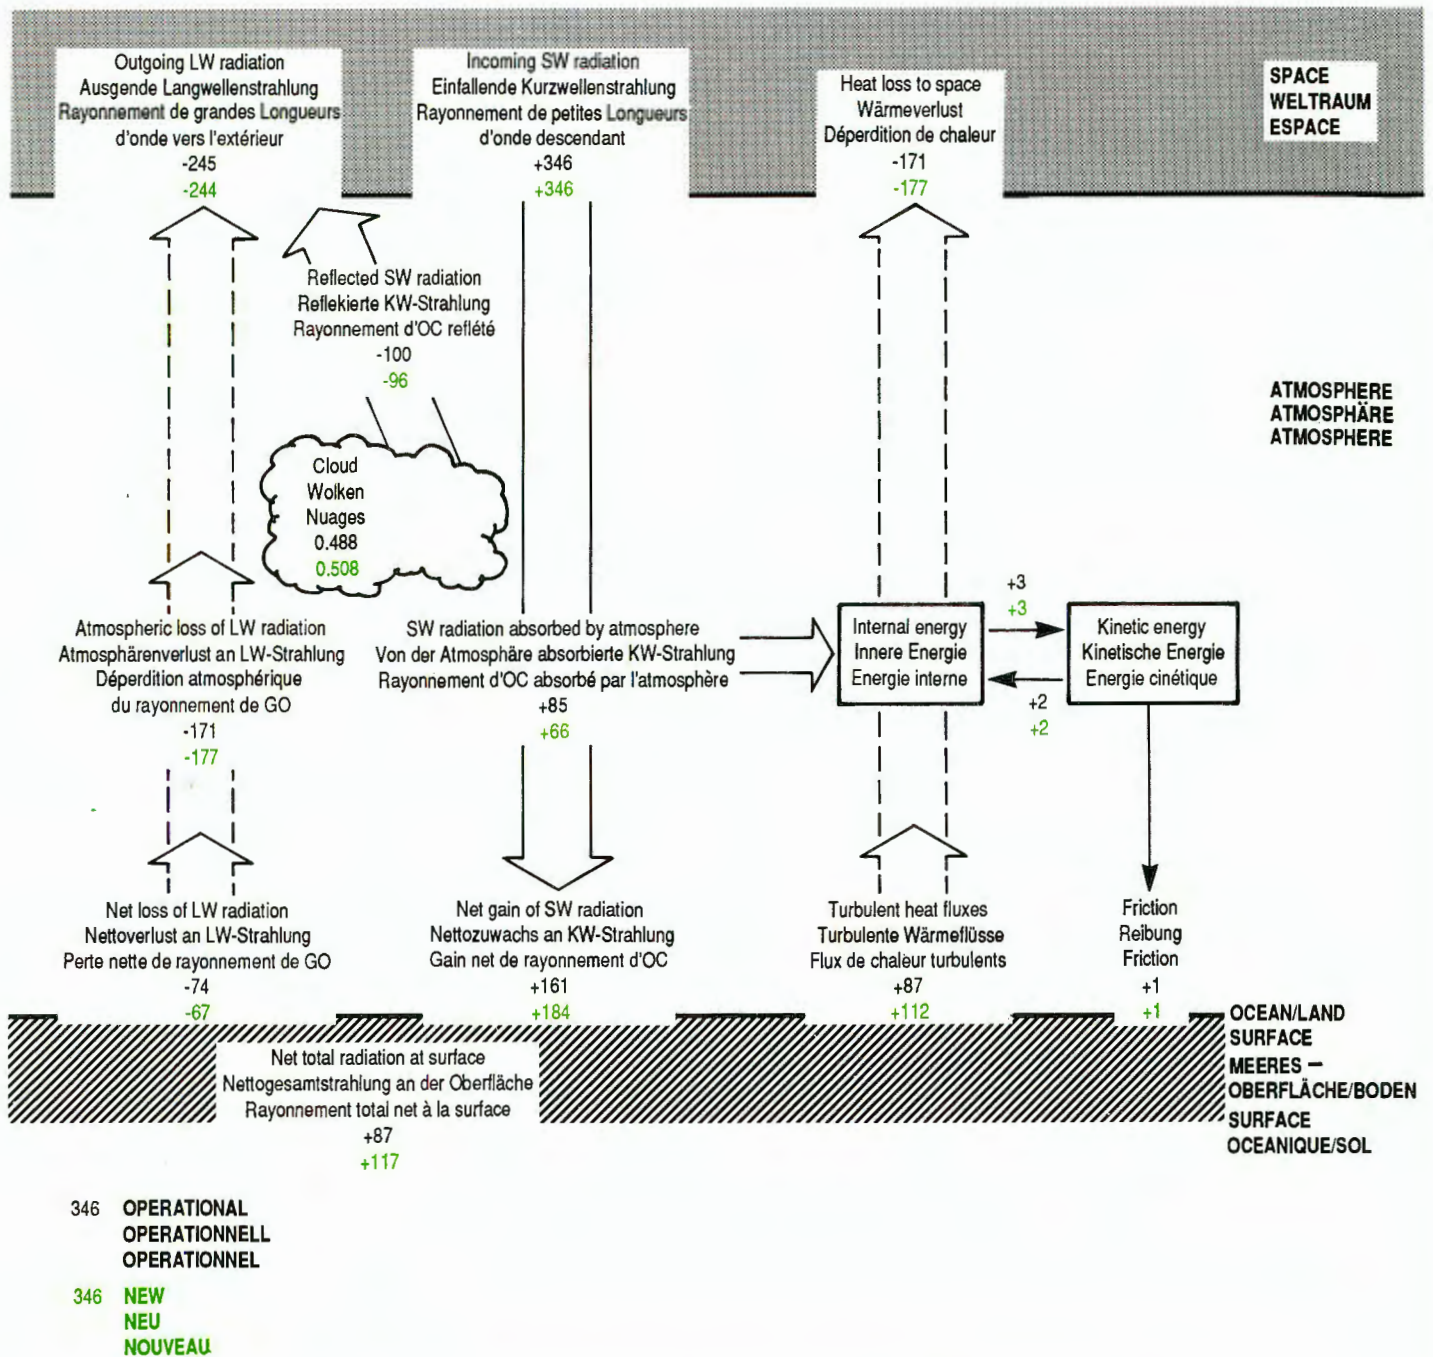 Outgoing LW radiation
Ausgende Langwellenstrahlung
Rayonnement de grandes Longueurs
d'onde vers l'extérieur
-245
-244
Incoming SW radiation
Einfallende Kurzwellenstrahlung
Rayonnement de petites Longueurs
d'onde descendant
+346
+346
Heat loss to space
Wärmeverlust
Déperdition de chaleur
-171
-177
SPACE
WELTRAUM
ESPACE
Reflected SW radiation
Reflekierte KW-Strahlung
Rayonnement d'OC reflété
-100
-96
ATMOSPHERE
ATMOSPHÄRE
ATMOSPHERE
Cloud
Wolken
Nuages
0.488
0.508
Atmospheric loss of LW radiation
Atmosphärenverlust an LW-Strahlung
Déperdition atmosphérique
du rayonnement de GO
-171
-177
SW radiation absorbed by atmosphere
Von der Atmosphäre absorbierte KW-Strahlung
Rayonnement d'OC absorbé par l'atmosphère
+85
+66
Internal energy
Innere Energie
Energie interne
+3
+3
+2
+2
Kinetic energy
Kinetische Energie
Energie cinétique
Net loss of LW radiation
Nettoverlust an LW-Strahlung
Perte nette de rayonnement de GO
-74
-67
Net gain of SW radiation
Nettozuwachs an KW-Strahlung
Gain net de rayonnement d'OC
+161
+184
Turbulent heat fluxes
Turbulente Wärmeflüsse
Flux de chaleur turbulents
+87
+112
Friction
Reibung
Friction
+1
+1
OCEAN/LAND
SURFACE
MEERES –
OBERFLÄCHE/BODEN
SURFACE
OCEANIQUE/SOL
Net total radiation at surface
Nettogesamtstrahlung an der Oberfläche
Rayonnement total net à la surface
+87
+117
346 OPERATIONAL
OPERATIONNELL
OPERATIONNEL
346 NEW
NEU
NOUVEAU